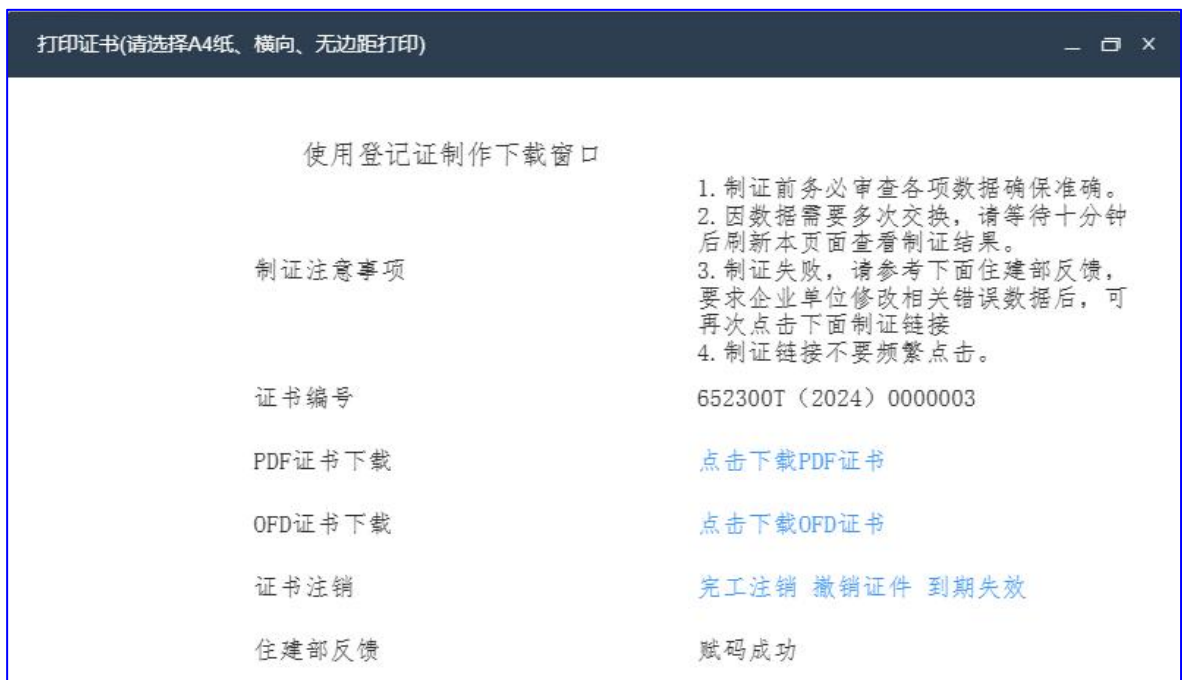 打印证书(请选择A4纸、横向、无边距打印)
使用登记证制作下载窗口
制证注意事项
1.制证前务必审查各项数据确保准确。
2.因数据需要多次交换，请等待十分钟
后刷新本页面查看制证结果。
3.制证失败，请参考下面住建部反馈，
要求企业单位修改相关错误数据后，可
再次点击下面制证链接
4.制证链接不要频繁点击。
证书编号 652300T（2024）0000003
PDF证书下载 点击下载PDF证书
OFD证书下载 点击下载OFD证书
证书注销 完工注销 撤销证件 到期失效
住建部反馈 赋码成功